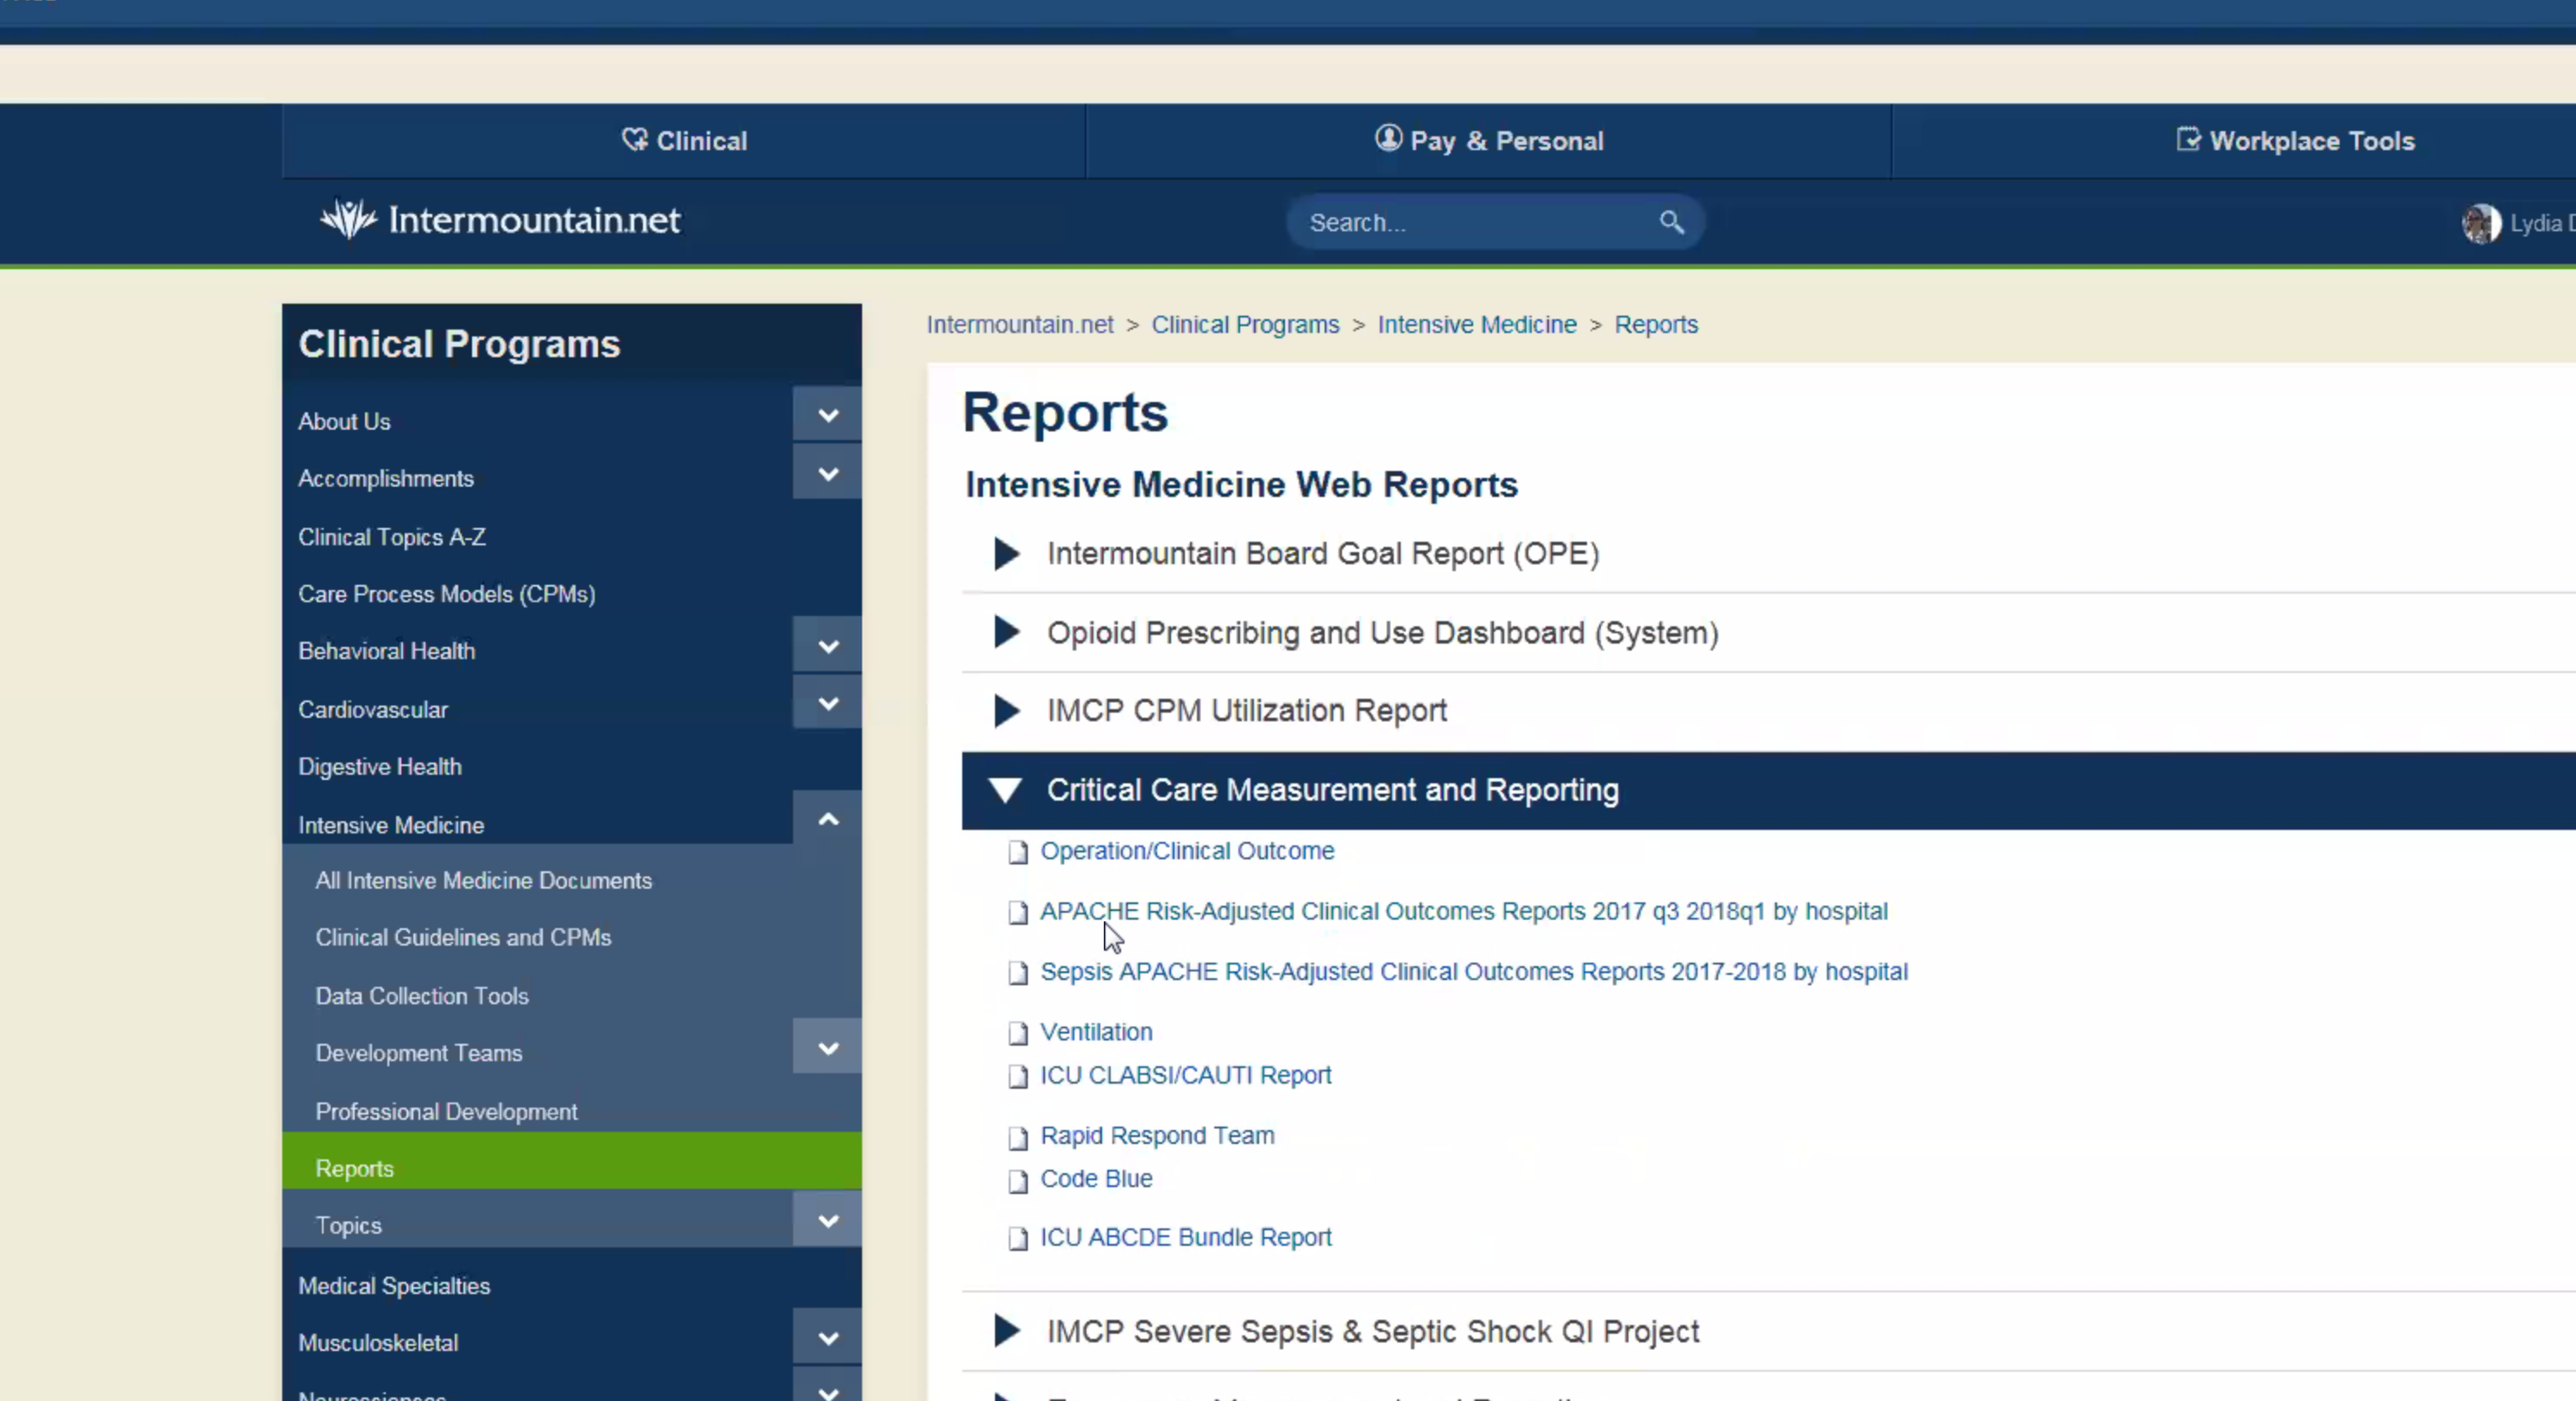 Clinical
Pay & Personal
Workplace Tools
Intermountain.net
Search...
Lydia D
Clinical Programs
About Us
Accomplishments
Clinical Topics A-Z
Care Process Models (CPMs)
Behavioral Health
Cardiovascular
Digestive Health
Intensive Medicine
All Intensive Medicine Documents
Clinical Guidelines and CPMs
Data Collection Tools
Development Teams
Professional Development
Reports
Topics
Medical Specialties
Musculoskeletal
Intermountain.net > Clinical Programs > Intensive Medicine > Reports
Reports
Intensive Medicine Web Reports
Intermountain Board Goal Report (OPE)
Opioid Prescribing and Use Dashboard (System)
IMCP CPM Utilization Report
Critical Care Measurement and Reporting
Operation/Clinical Outcome
APACHE Risk-Adjusted Clinical Outcomes Reports 2017 q3 2018q1 by hospital
Sepsis APACHE Risk-Adjusted Clinical Outcomes Reports 2017-2018 by hospital
Ventilation
ICU CLABSI/CAUTI Report
Rapid Respond Team
Code Blue
ICU ABCDE Bundle Report
IMCP Severe Sepsis & Septic Shock QI Project